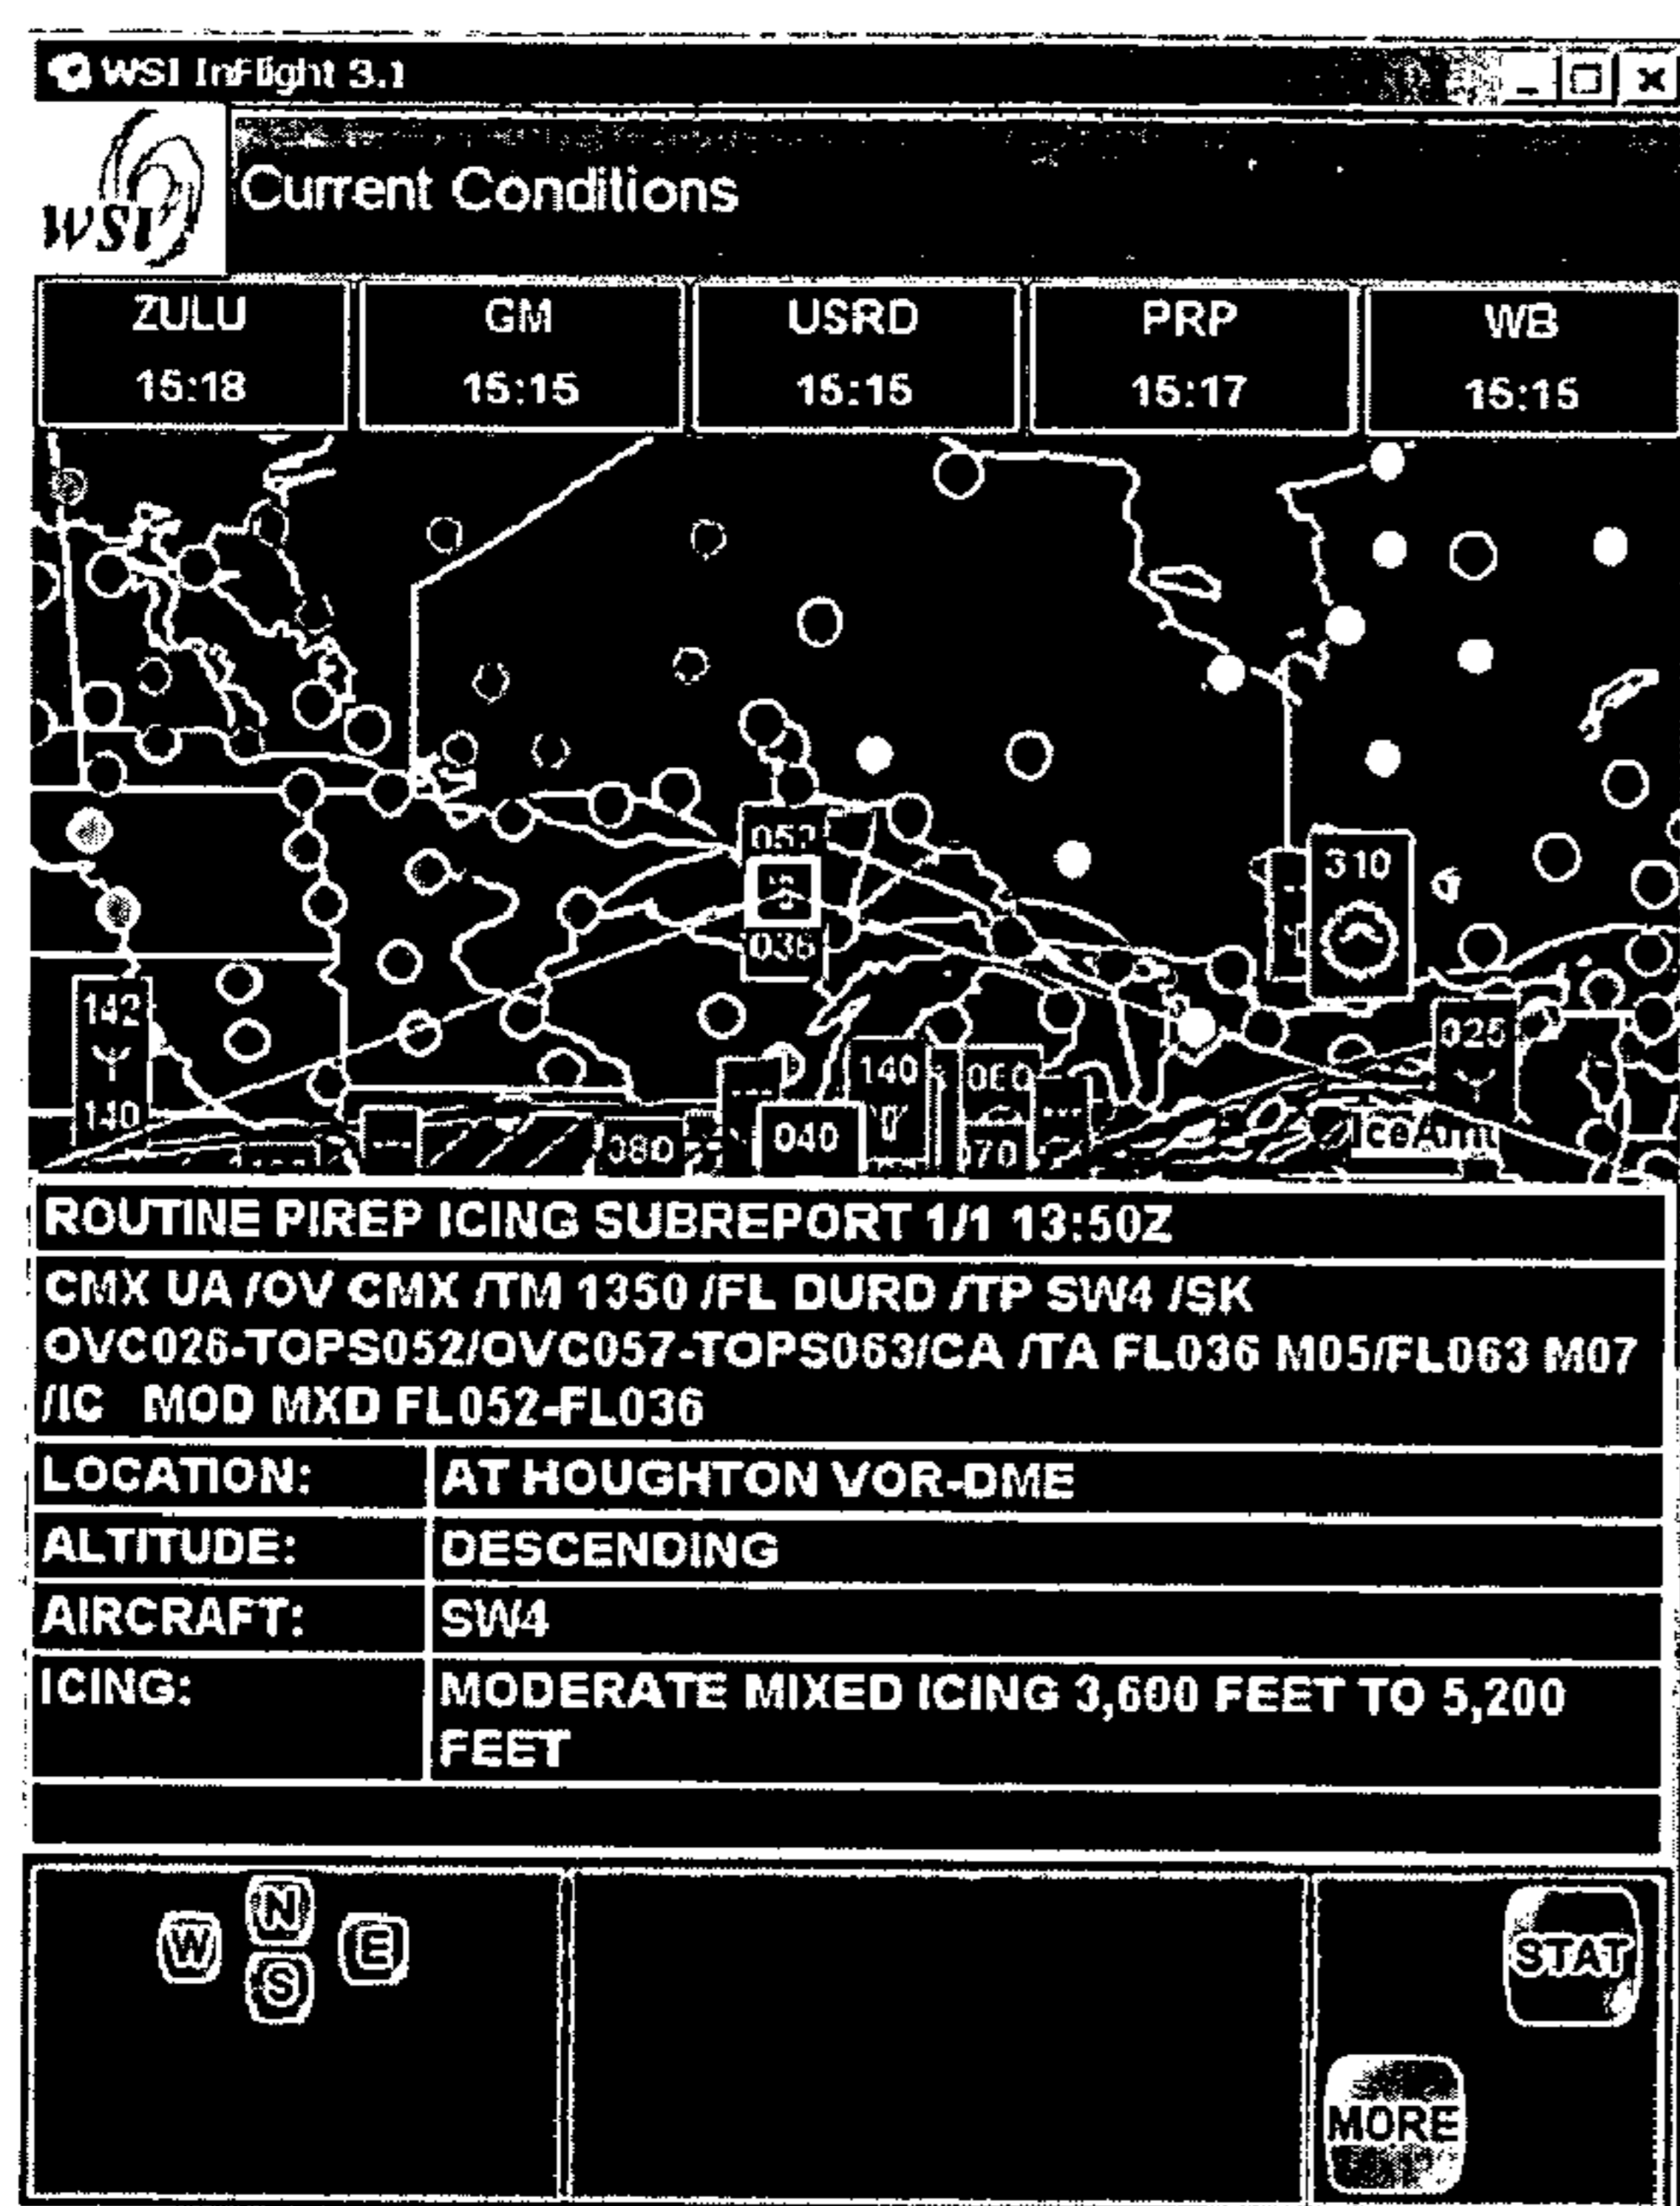 WSI InFlight 3.1
WSI
Current Conditions
ZULU GM USRD PRP WB
15:18 15:15 15:15 15:17 15:15
052
036
310
142
140
140
025
080
040
070
IceAmt
ROUTINE PIREP ICING SUBREPORT 1/1 13:50Z
CMX UA /OV CMX /TM 1350 /FL DURD /TP SW4 /SK
OVC026-TOPS052/OVC057-TOPS063/CA /TA FL036 M05/FL063 M07
/IC MOD MXD FL052-FL036
LOCATION: AT HOUGHTON VOR-DME
ALTITUDE: DESCENDING
AIRCRAFT: SW4
ICING: MODERATE MIXED ICING 3,600 FEET TO 5,200
FEET
N
W E
S
STAT
MORE